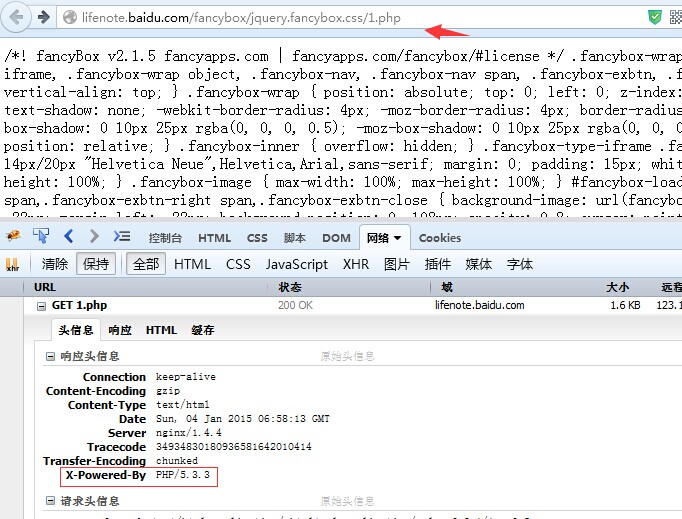 lifenote.baidu.com/fancybox/jquery.fancybox.css/1.php
/*! fancyBox v2.1.5 fancyapps.com | fancyapps.com/fancybox/#license */ .fancybox-wrap
iframe, .fancybox-wrap object, .fancybox-nav, .fancybox-nav span, .fancybox-exbtn, .f
vertical-align: top; } .fancybox-wrap { position: absolute; top: 0; left: 0; z-index:
text-shadow: none; -webkit-border-radius: 4px; -moz-border-radius: 4px; border-radius
box-shadow: 0 10px 25px rgba(0, 0, 0, 0.5); -moz-box-shadow: 0 10px 25px rgba(0, 0, 0
position: relative; } .fancybox-inner { overflow: hidden; } .fancybox-type-iframe .fa
14px/20px "Helvetica Neue",Helvetica,Arial,sans-serif; margin: 0; padding: 15px; whit
height: 100%; } .fancybox-image { max-width: 100%; max-height: 100%; } #fancybox-load
span,.fancybox-exbtn-right span,.fancybox-exbtn-close { background-image: url(fancybo
控制台 HTML CSS 脚本 DOM 网络 Cookies
xhr 清除 保持 全部 HTML CSS JavaScript XHR 图片 插件 媒体 字体
URL 状态 域 大小 远程
GET 1.php 200 OK lifenote.baidu.com 1.6 KB 123.1
头信息 响应 HTML 缓存
响应头信息 原始头信息
Connection keep-alive
Content-Encoding gzip
Content-Type text/html
Date Sun, 04 Jan 2015 06:58:13 GMT
Server nginx/1.4.4
Tracecode 34934830180936581642010414
Transfer-Encoding chunked
X-Powered-By PHP/5.3.3
请求头信息 原始头信息